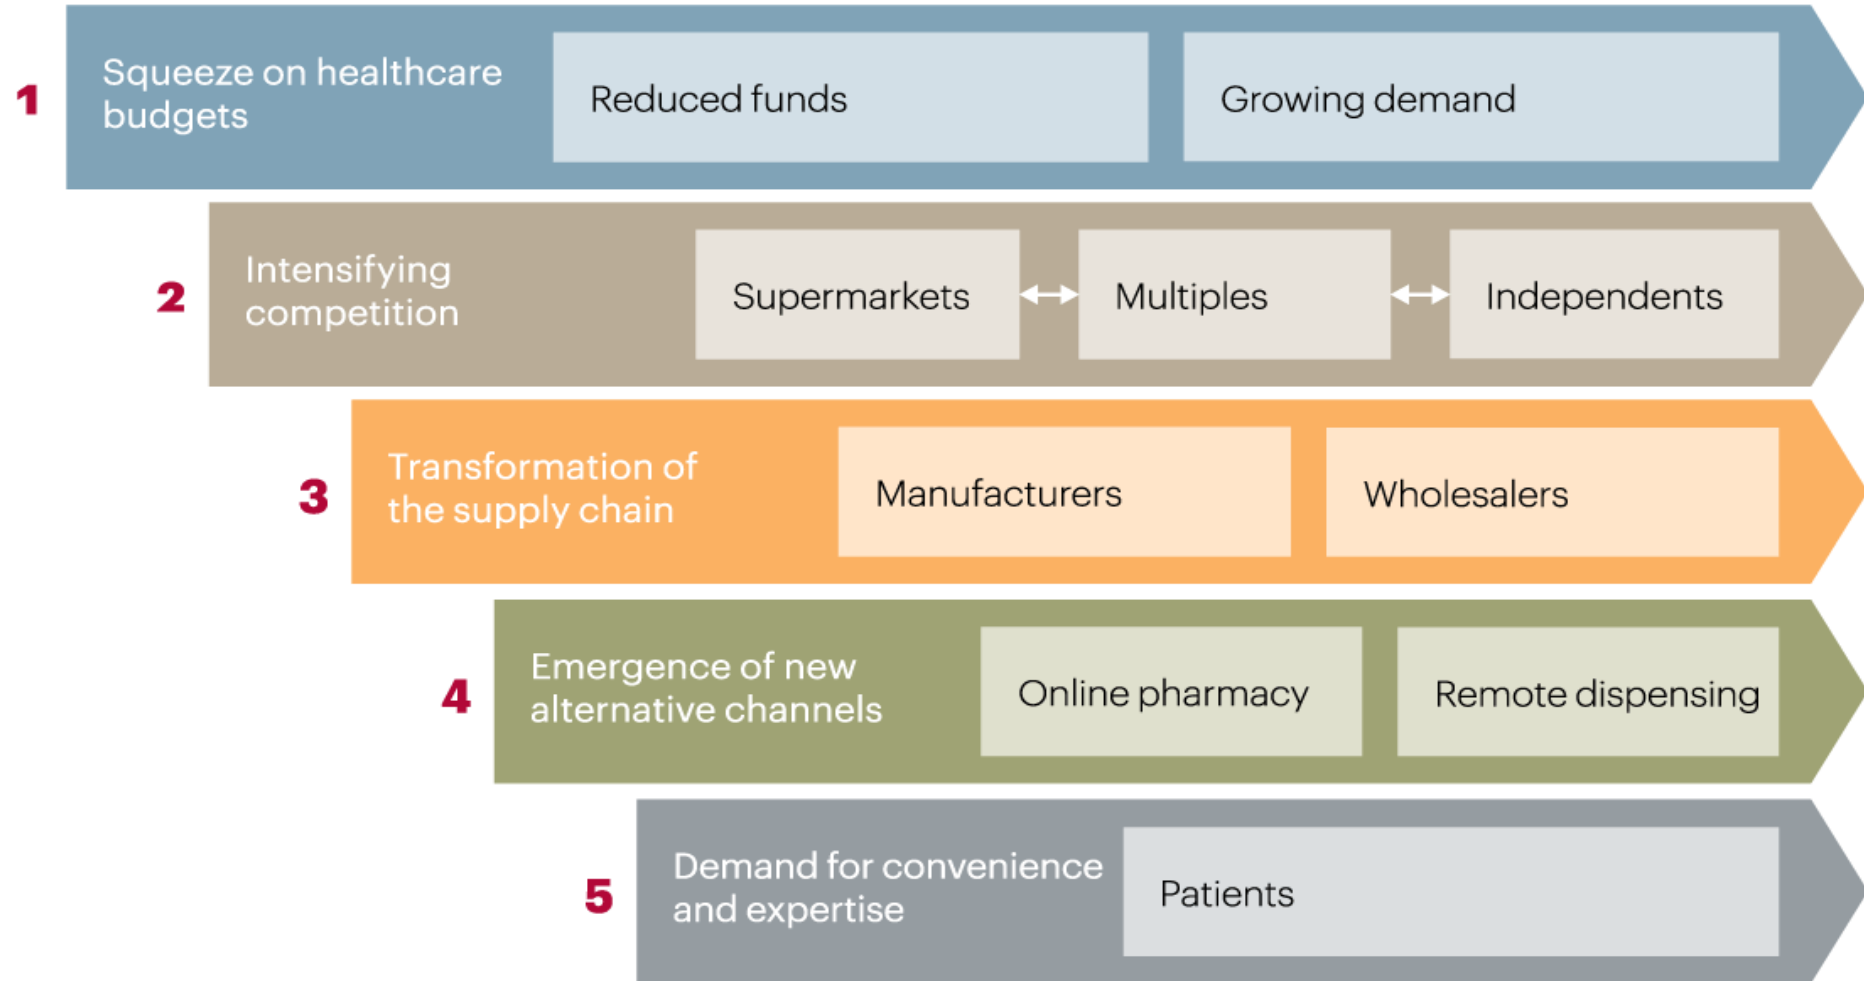 1
Squeeze on healthcare
budgets
Reduced funds
Growing demand
2
Intensifying
competition
Supermarkets
Multiples
Independents
3
Transformation of
the supply chain
Manufacturers
Wholesalers
4
Emergence of new
alternative channels
Online pharmacy
Remote dispensing
5
Demand for convenience
and expertise
Patients